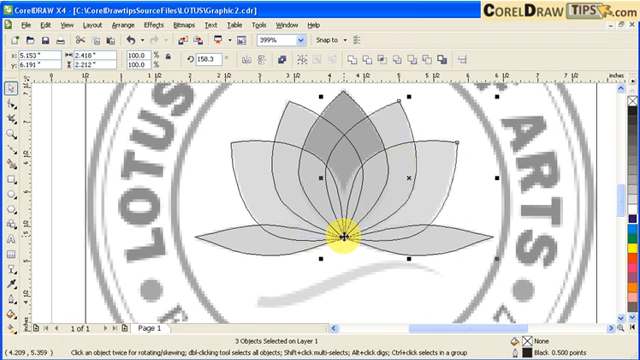 CorelDRAW X4 - [C:\CorelDrawtipsSourceFiles\LOTUS\Graphic2.cdr]
CORELDRAW TIPS.com
File Edit View Layout Arrange Effects Bitmaps Text Table Tools Window Help
399% Snap to
x: 5.153" 2.418" 100.0 % 158.3
y: 6.191" 2.212" 100.0 %
inches
LOTUS
ARTS
1 of 1 Page 1
3 Objects Selected on Layer 1 None
(4.209, 5.359) Click an object twice for rotating/skewing; dbl-clicking tool selects all objects; Shift+click multi-selects; Alt+click digs; Ctrl+click selects in a group Black 0.500 points